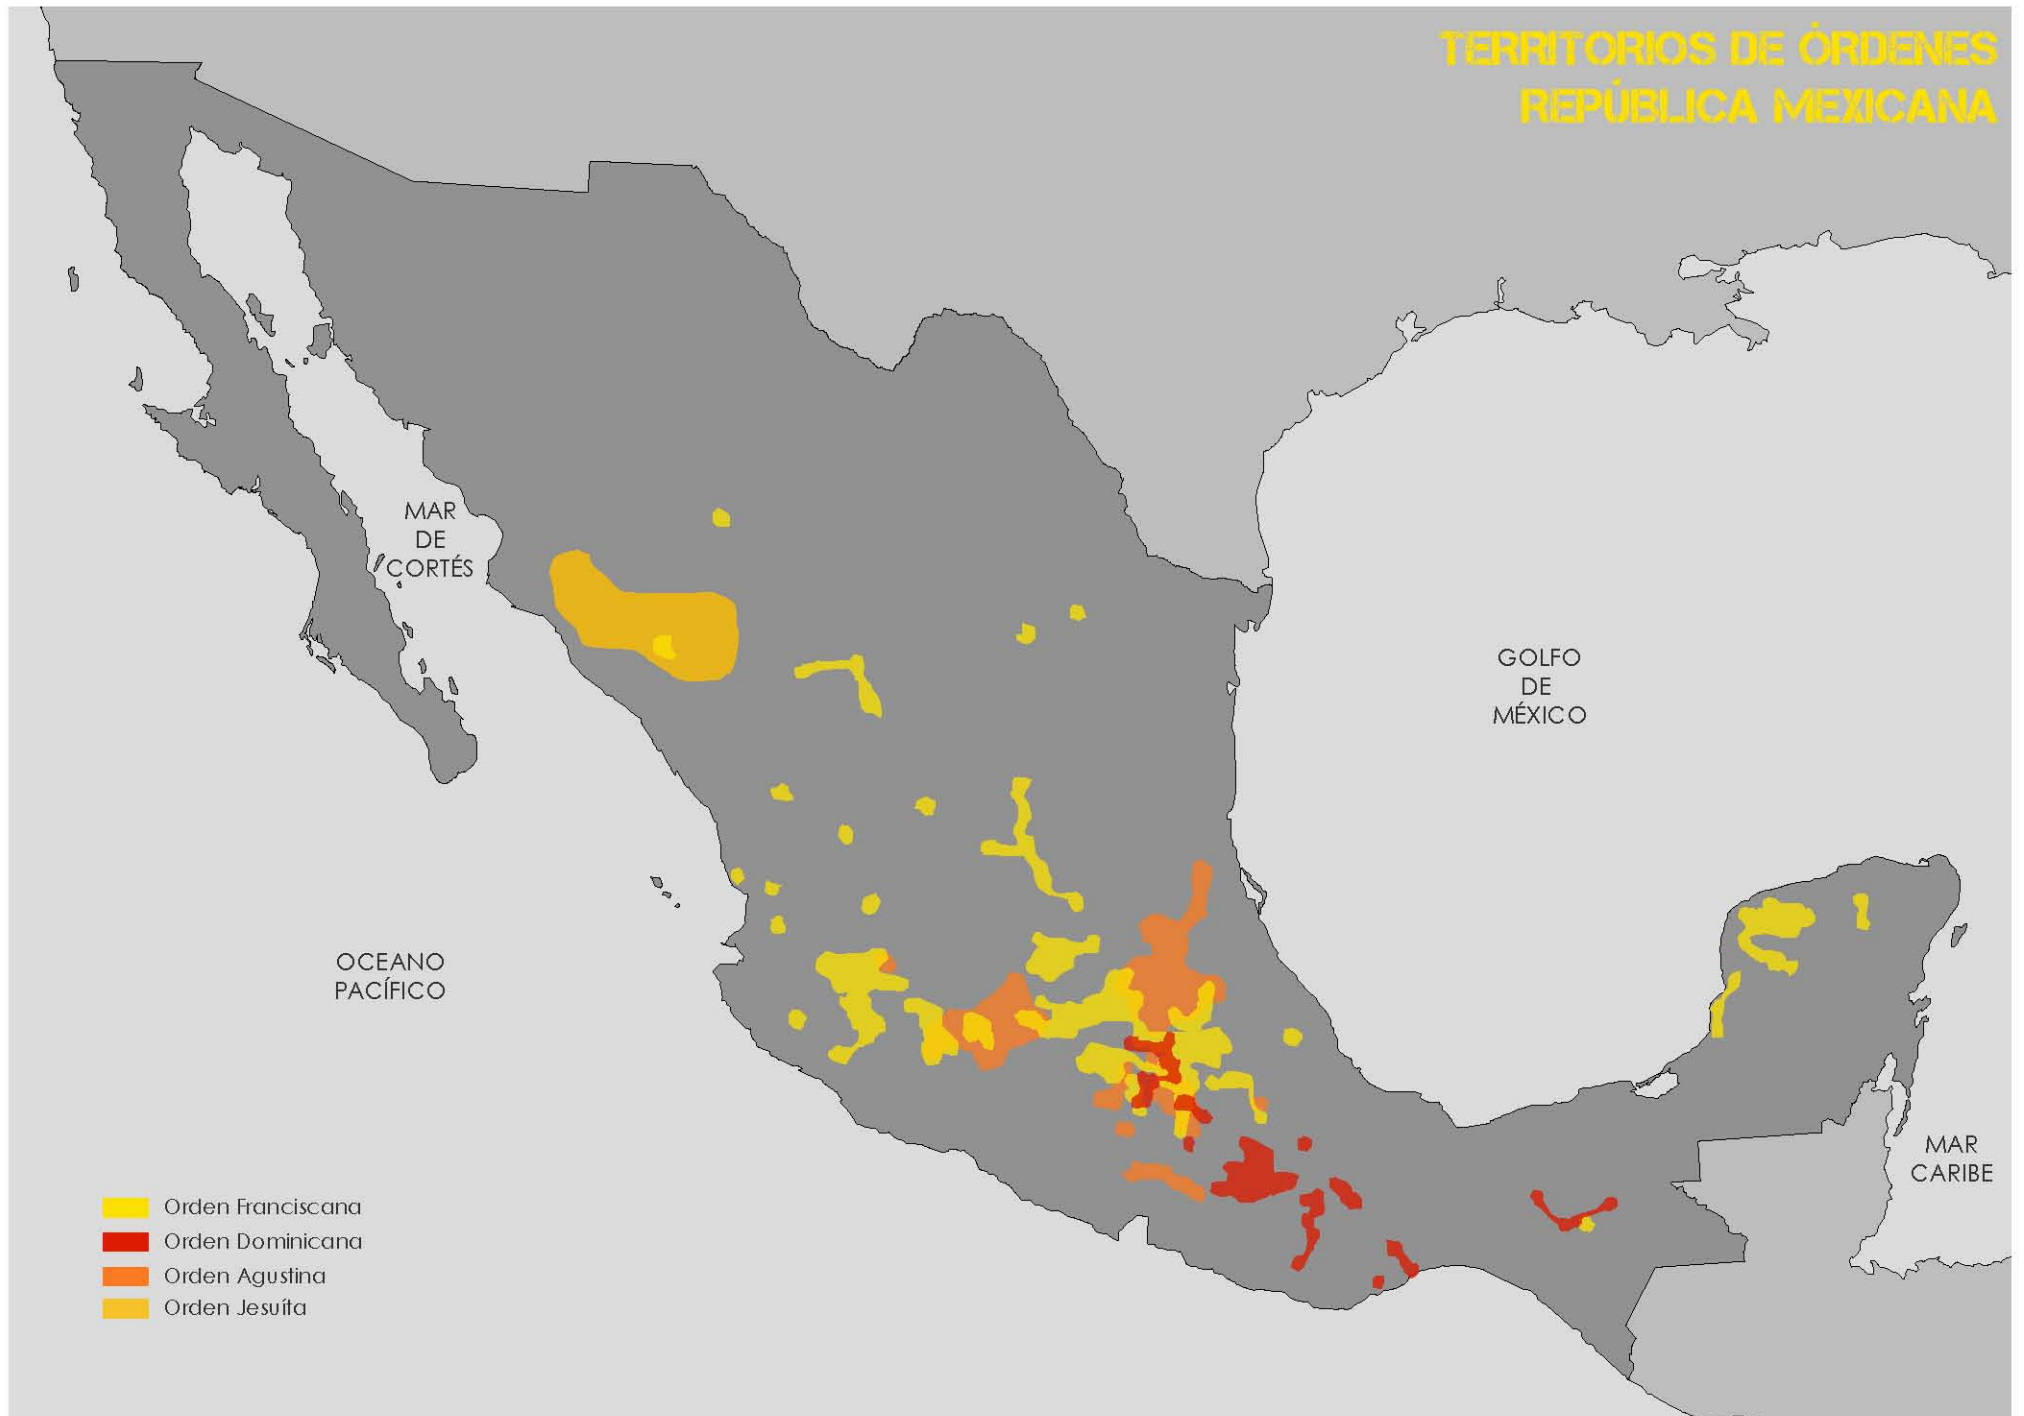 TERRITORIOS DE ÓRDENES
REPÚBLICA MEXICANA
MAR
DE
CORTÉS
GOLFO
DE
MÉXICO
OCEANO
PACÍFICO
MAR
CARIBE
Orden Franciscana
Orden Dominicana
Orden Agustina
Orden Jesuíta